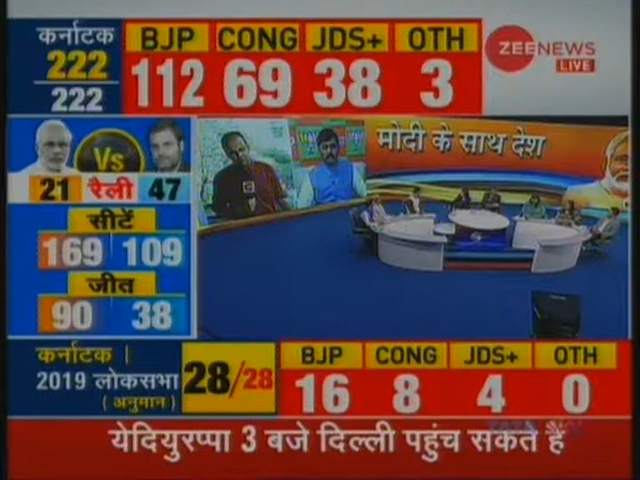 कर्नाटक
222
222
BJP CONG JDS+ OTH
112 69 38 3
ZEE NEWS
LIVE
Vs
21 रैली 47
सीटें
169 109
जीत
90 38
मोदी के साथ देश
कर्नाटक |
2019 लोकसभा
( अनुमान )
28/28
BJP CONG JDS+ OTH
16 8 4 0
येदियुरप्पा 3 बजे दिल्ली पहुंच सकते हैं